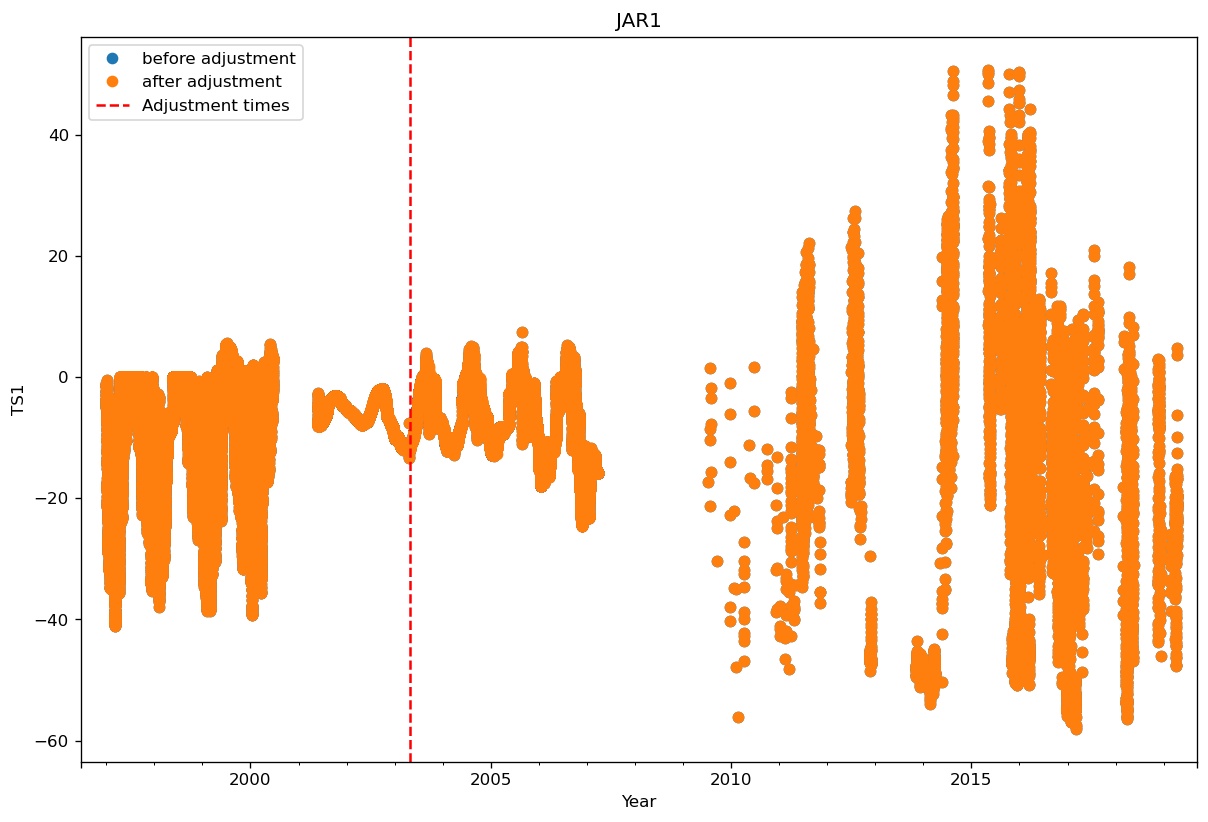 JAR1
before adjustment
after adjustment
Adjustment times
TS1
40
20
0
−20
−40
−60
2000 2005 2010 2015
Year